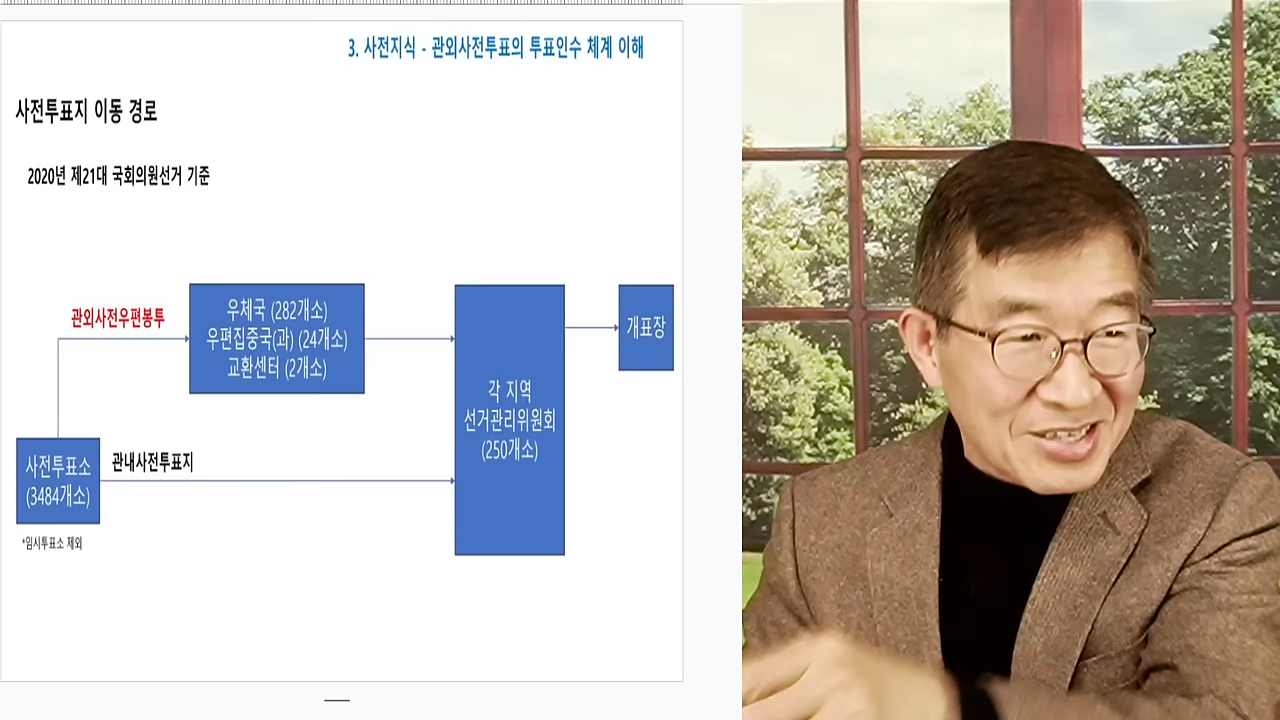 3. 사전지식 - 관외사전투표의 투표인수 체계 이해
사전투표지 이동 경로
2020년 제21대 국회의원선거 기준
관외사전우편봉투
우체국 (282개소)
우편집중국(과) (24개소)
교환센터 (2개소)
개표장
각 지역
선거관리위원회
(250개소)
사전투표소
(3484개소)
관내사전투표지
*임시투표소 제외